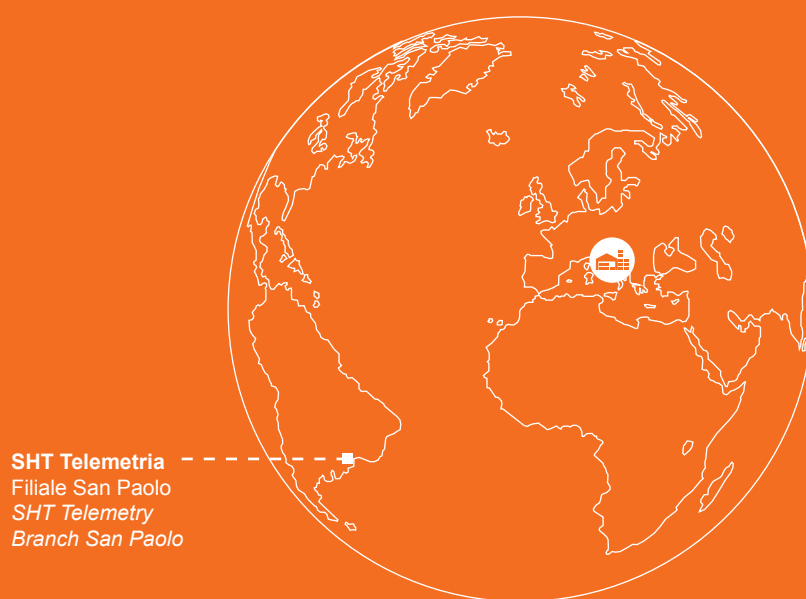 SHT Telemetria
Filiale San Paolo
SHT Telemetry
Branch San Paolo